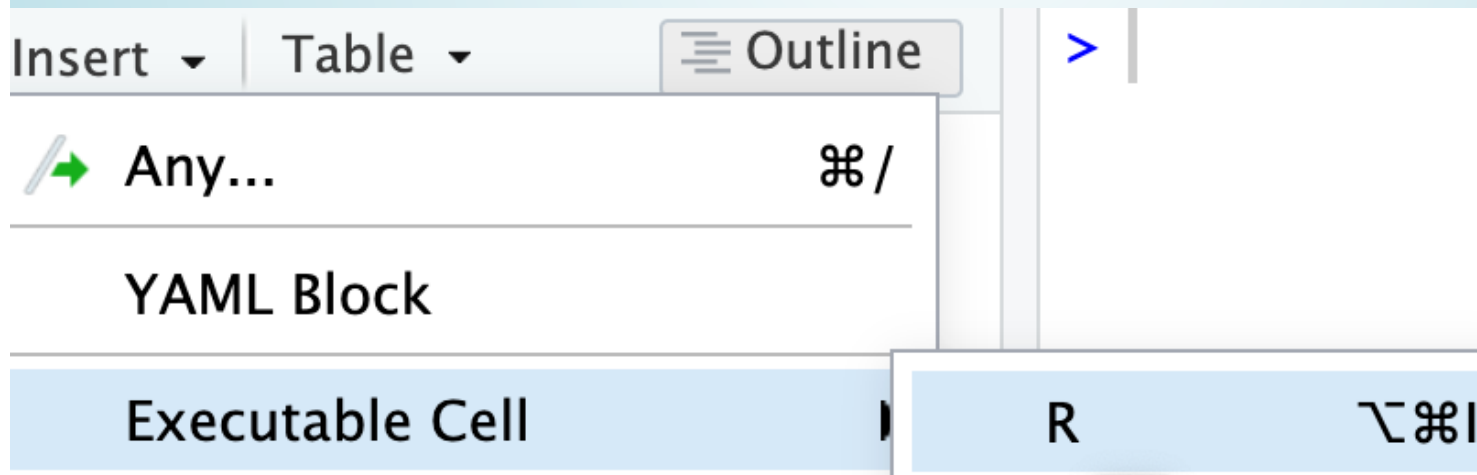 Insert Table Outline >
Any... ⌘/
YAML Block
Executable Cell R ⌥⌘I